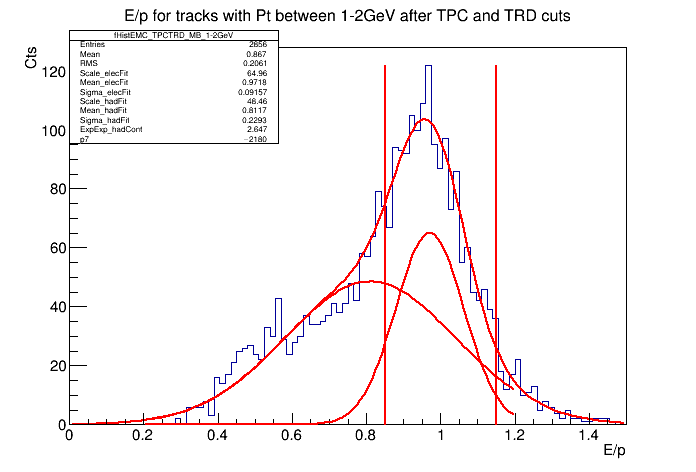 E/p for tracks with Pt between 1-2GeV after TPC and TRD cuts
fHistEMC_TPCTRD_MB_1-2GeV
Entries 2856
Mean 0.867
RMS 0.2061
Scale_elecFit 64.96
Mean_elecFit 0.9718
Sigma_elecFit 0.09157
Scale_hadFit 48.46
Mean_hadFit 0.8117
Sigma_hadFit 0.2293
ExpExp_hadCont 2.647
p7 −2180
Cts
120
100
80
60
40
20
0
0 0.2 0.4 0.6 0.8 1 1.2 1.4
E/p